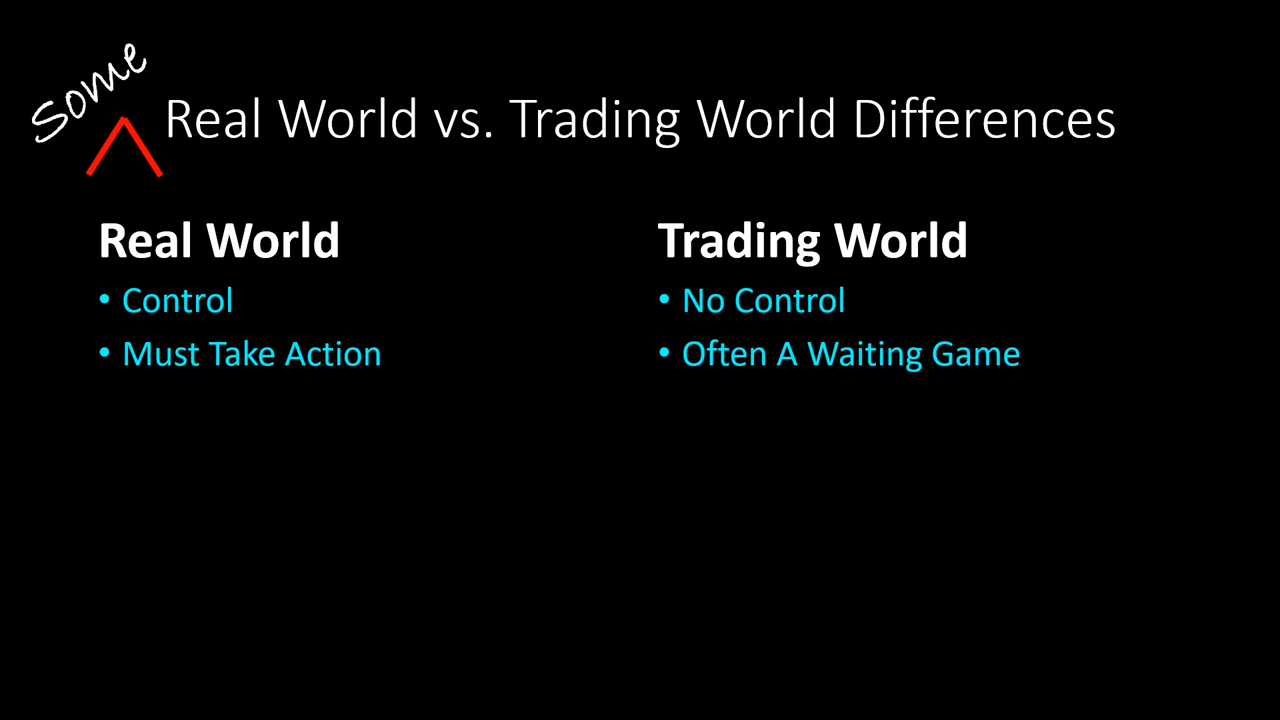 Some
Real World vs. Trading World Differences
Real World
• Control
• Must Take Action
Trading World
• No Control
• Often A Waiting Game